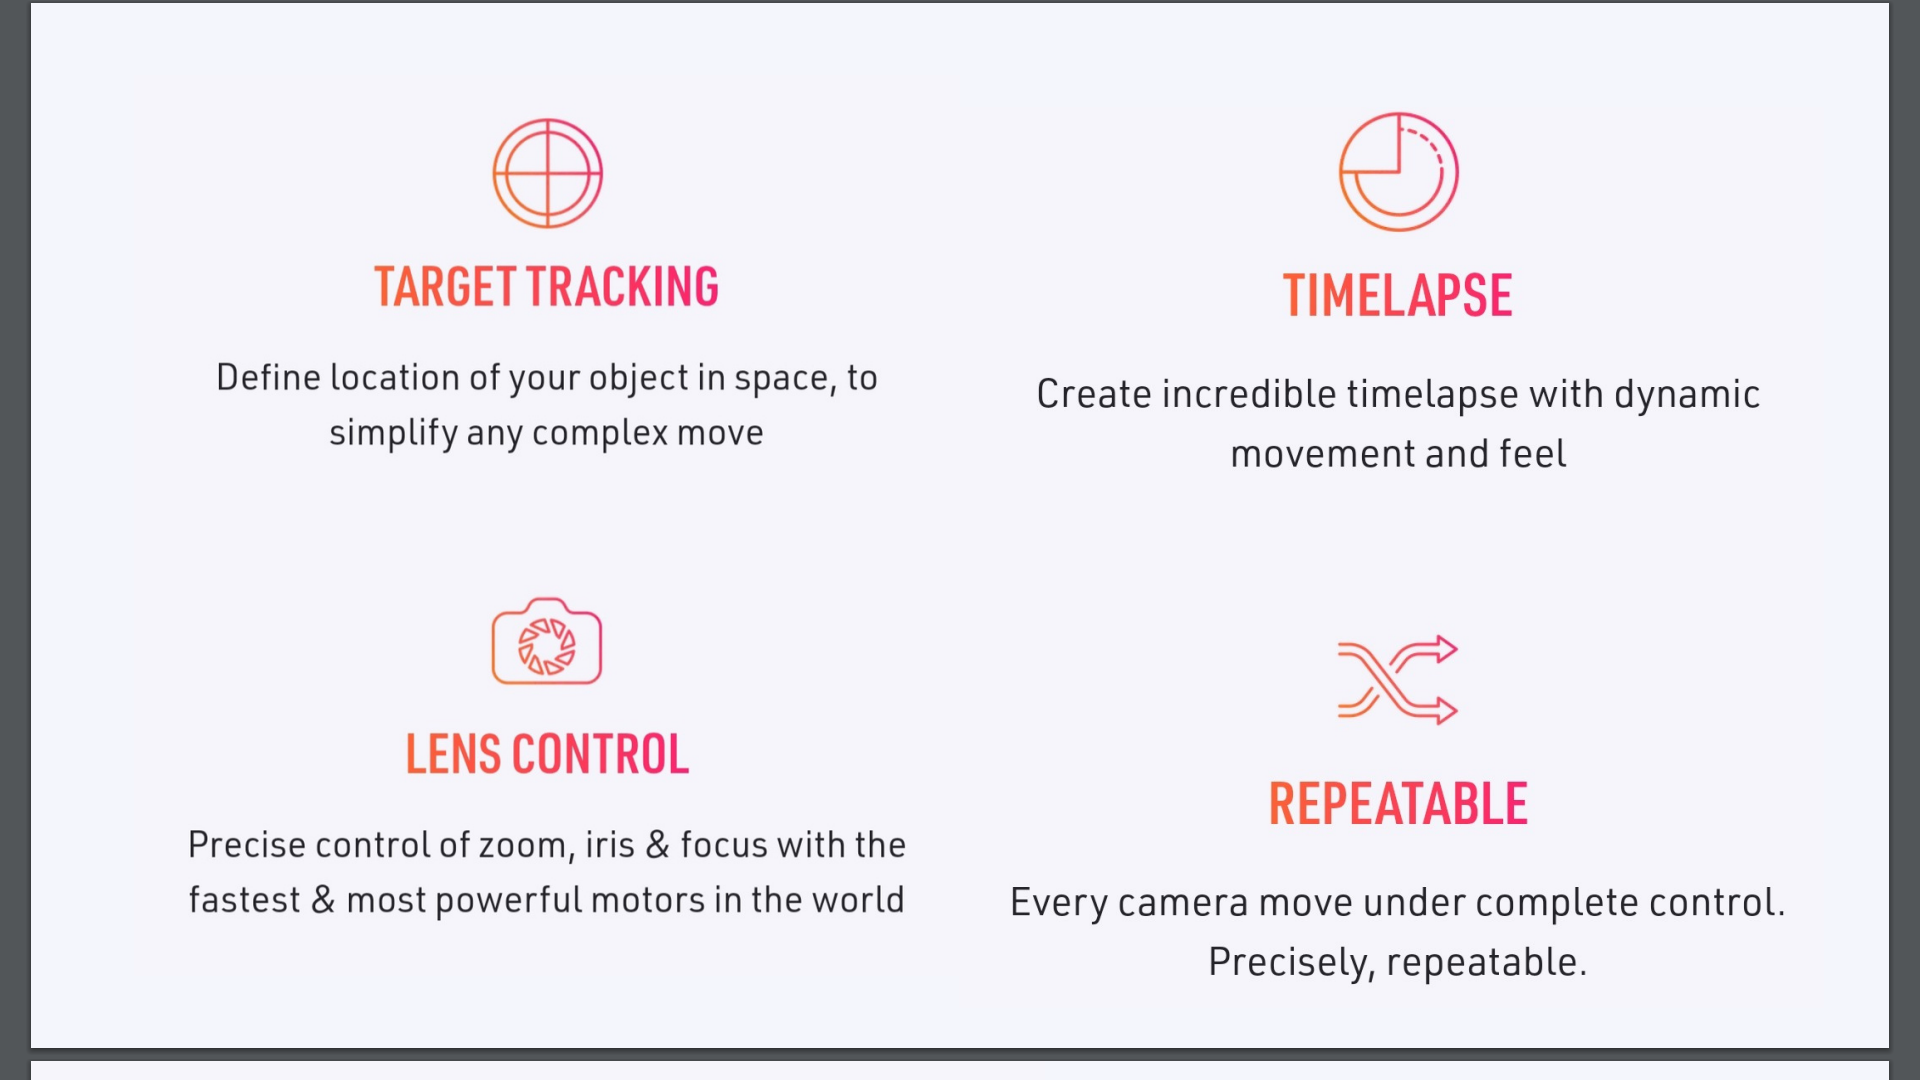 TARGET TRACKING
Define location of your object in space, to
simplify any complex move
TIMELAPSE
Create incredible timelapse with dynamic
movement and feel
LENS CONTROL
Precise control of zoom, iris & focus with the
fastest & most powerful motors in the world
REPEATABLE
Every camera move under complete control.
Precisely, repeatable.